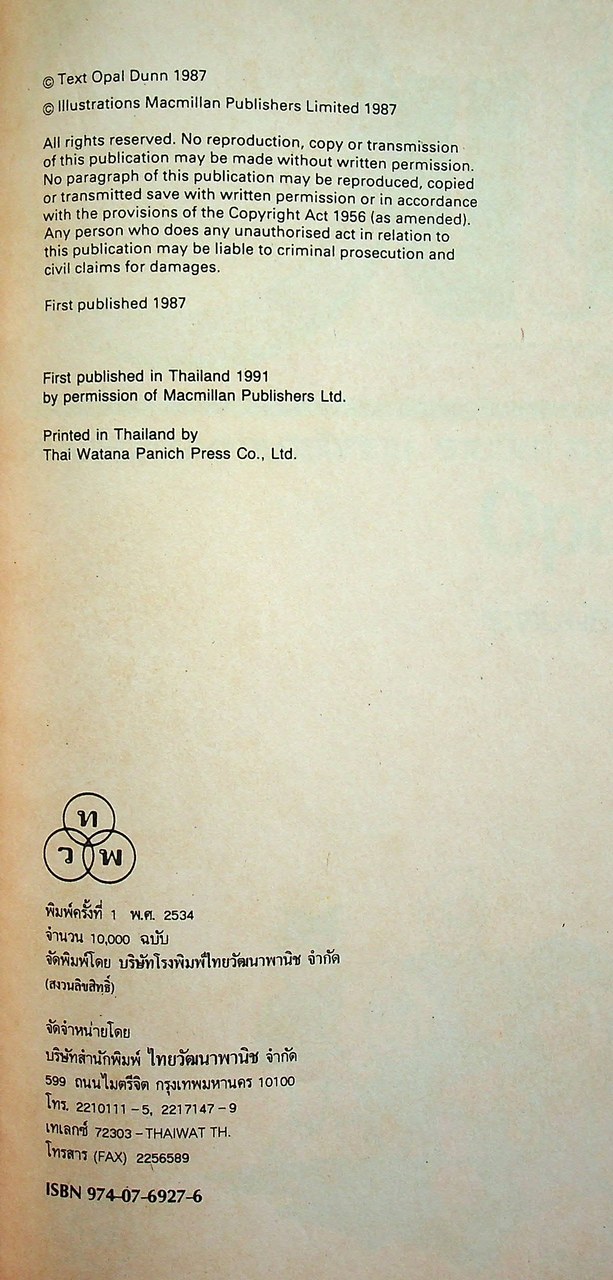 © Text Opal Dunn 1987
© Illustrations Macmillan Publishers Limited 1987
All rights reserved. No reproduction, copy or transmission
of this publication may be made without written permission.
No paragraph of this publication may be reproduced, copied
or transmitted save with written permission or in accordance
with the provisions of the Copyright Act 1956 (as amended).
Any person who does any unauthorised act in relation to
this publication may be liable to criminal prosecution and
civil claims for damages.
First published 1987
First published in Thailand 1991
by permission of Macmillan Publishers Ltd.
Printed in Thailand by
Thai Watana Panich Press Co., Ltd.
ท
ว พ
พิมพ์ครั้งที่ 1 พ.ศ. 2534
จำนวน 10,000 ฉบับ
จัดพิมพ์โดย บริษัทโรงพิมพ์ไทยวัฒนาพานิช จำกัด
(สงวนลิขสิทธิ์)
จัดจำหน่ายโดย
บริษัทสำนักพิมพ์ ไทยวัฒนาพานิช จำกัด
599 ถนนไมตรีจิต กรุงเทพมหานคร 10100
โทร. 2210111-5, 2217147-9
เทเลกซ์ 72303-THAIWAT TH.
โทรสาร (FAX) 2256589
ISBN 974-07-6927-6